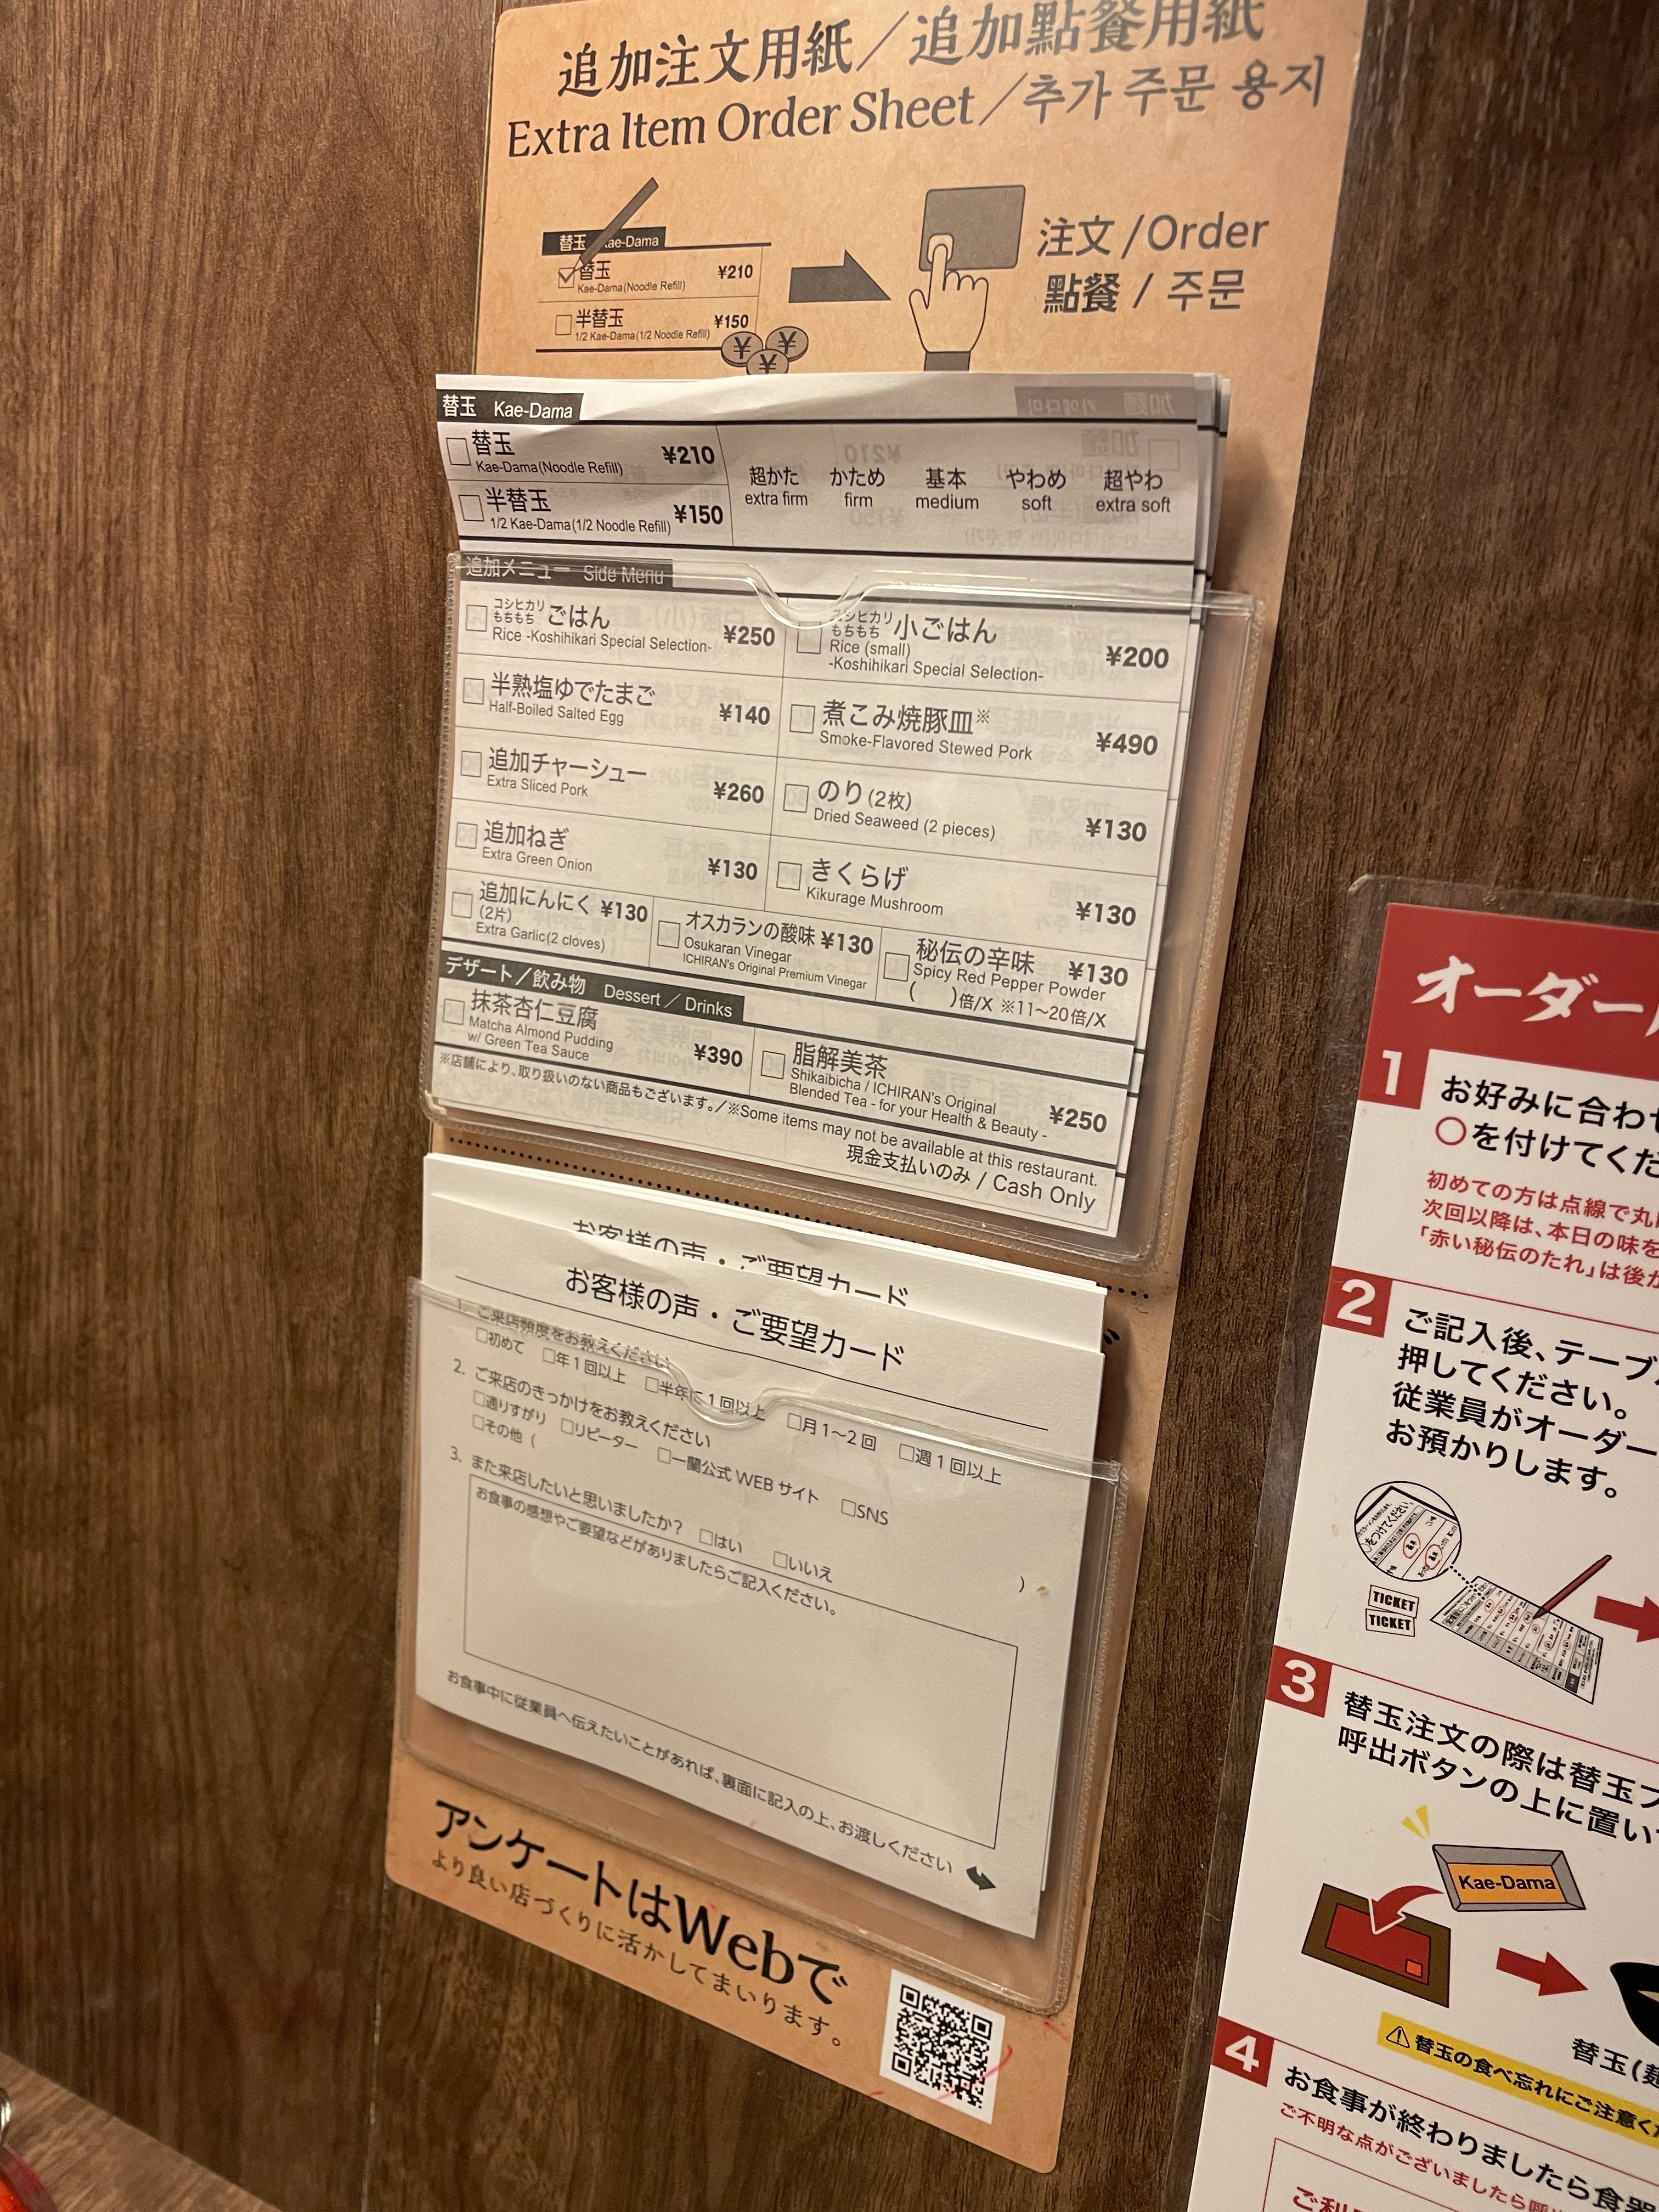 追加注文用紙／追加點餐用紙
Extra Item Order Sheet／추가 주문 용지
替玉 Kae-Dama
替玉 ¥210
Kae-Dama(Noodle Refill)
半替玉 ¥150
1/2 Kae-Dama(1/2 Noodle Refill)
¥ ¥ ¥
注文 /Order
點餐 / 주문
替玉 Kae-Dama
替玉 ¥210
Kae-Dama(Noodle Refill)
半替玉 ¥150
1/2 Kae-Dama(1/2 Noodle Refill)
超かた かため 基本 やわめ 超やわ
extra firm firm medium soft extra soft
追加メニュー Side Menu
コシヒカリ
もちもち ごはん ¥250
Rice -Koshihikari Special Selection-
コシヒカリ
もちもち 小ごはん ¥200
Rice (small)
-Koshihikari Special Selection-
半熟塩ゆでたまご ¥140
Half-Boiled Salted Egg
煮こみ焼豚皿※ ¥490
Smoke-Flavored Stewed Pork
追加チャーシュー ¥260
Extra Sliced Pork
のり(2枚) ¥130
Dried Seaweed (2 pieces)
追加ねぎ ¥130
Extra Green Onion
きくらげ ¥130
Kikurage Mushroom
追加にんにく ¥130
(2片)
Extra Garlic(2 cloves)
オスカランの酸味 ¥130
Osukaran Vinegar
ICHIRAN's Original Premium Vinegar
秘伝の辛味 ¥130
Spicy Red Pepper Powder
( )倍/X ※11～20倍/X
デザート／飲み物 Dessert／Drinks
抹茶杏仁豆腐 ¥390
Matcha Almond Pudding
w/ Green Tea Sauce
脂解美茶 ¥250
Shikaibicha / ICHIRAN's Original
Blended Tea - for your Health & Beauty -
※店舗により、取り扱いのない商品もございます。／※Some items may not be available at this restaurant.
現金支払いのみ / Cash Only
お客様の声・ご要望カード
お客様の声・ご要望カード
1. ご来店頻度をお教えください
□初めて □年1回以上 □半年に1回以上 □月1～2回 □週1回以上
2. ご来店のきっかけをお教えください
□通りすがり □リピーター □一蘭公式WEBサイト □SNS
□その他( )
3. また来店したいと思いましたか？ □はい □いいえ
お食事の感想やご要望などがありましたらご記入ください。
お食事中に従業員へ伝えたいことがあれば、裏面に記入の上、お渡しください
アンケートはWebで
より良い店づくりに活かしてまいります。
オーダー
1 お好みに合わせ
○を付けてくだ
初めての方は点線で丸
次回以降は、本日の味を
「赤い秘伝のたれ」は後か
2 ご記入後、テーブ
押してください。
従業員がオーダー
お預かりします。
TICKET
TICKET
3 替玉注文の際は替玉プ
呼出ボタンの上に置い
Kae-Dama
替玉(麺
替玉の食べ忘れにご注意くだ
4 お食事が終わりましたら食器
ご不明な点がございましたら呼
ご利